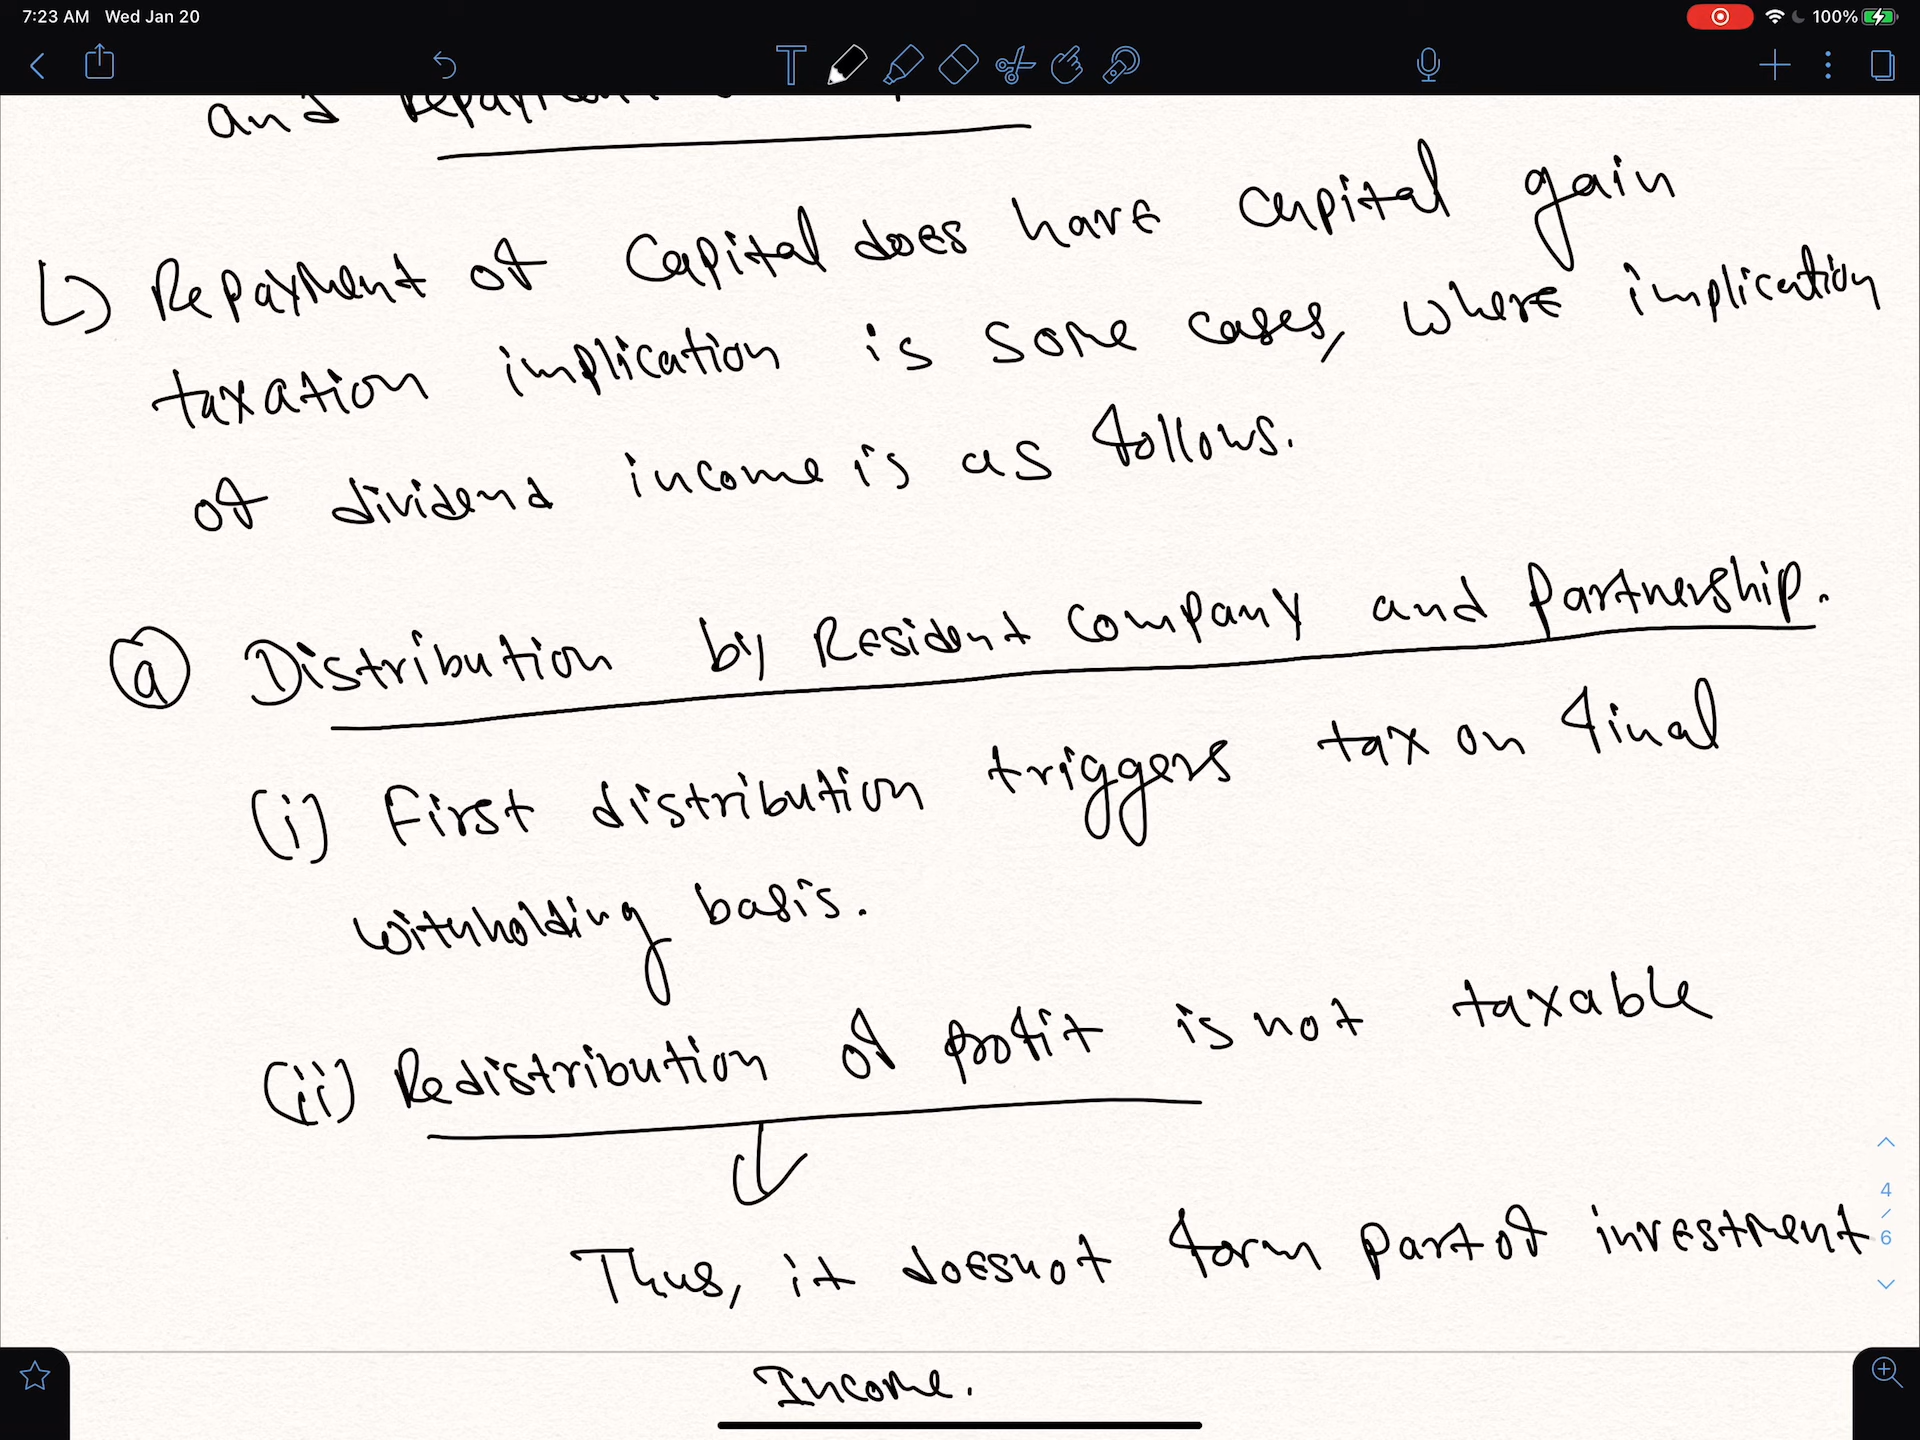 7:23 AM Wed Jan 20
100%
T
and Repayment
Repayment of Capital does have capital gain
taxation implication is some cases, where implication
of dividend income is as follows.
(a) Distribution by Resident company and partnership.
(i) First distribution triggers tax on final
withholding basis.
(ii) Redistribution of profit is not taxable
4
/
6
Thus, it doesnot form part of investment
Income.